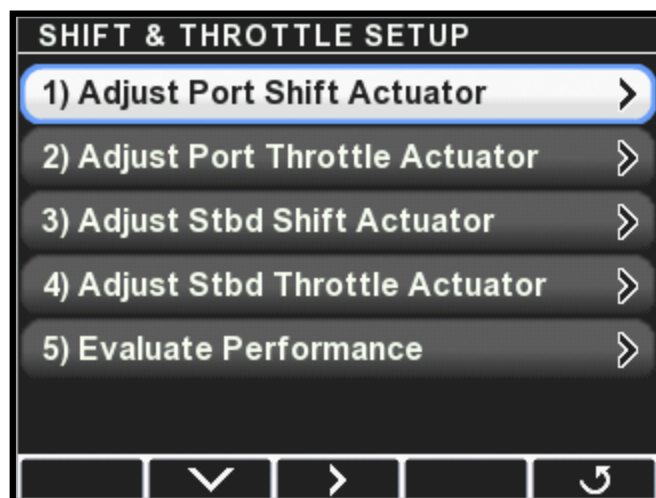 SHIFT & THROTTLE SETUP
1) Adjust Port Shift Actuator
2) Adjust Port Throttle Actuator
3) Adjust Stbd Shift Actuator
4) Adjust Stbd Throttle Actuator
5) Evaluate Performance